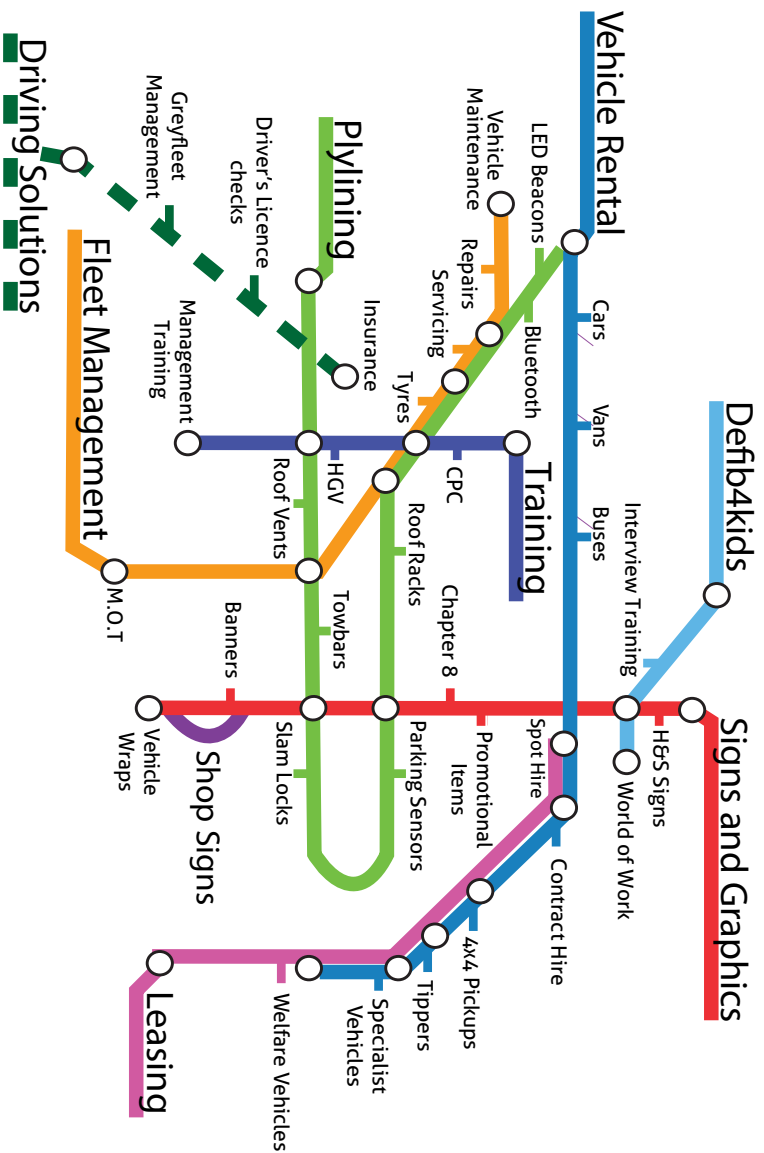 Defib4kids
Signs and Graphics
H&S Signs
Interview Training
World of Work
Vehicle Rental
Cars
Vans
Buses
Contract Hire
LED Beacons
Bluetooth
Training
Spot Hire
Vehicle
Maintenance
Promotional
Items
4x4 Pickups
Repairs
CPC
Chapter 8
Servicing
Tippers
Tyres
Roof Racks
Parking Sensors
Specialist
Vehicles
Insurance
Plylining
HGV
Towbars
Roof Vents
Slam Locks
Welfare Vehicles
Driver's Licence
checks
Banners
Shop Signs
Management
Training
Greyfleet
Management
Vehicle
Wraps
Leasing
M.O.T
Fleet Management
Driving Solutions